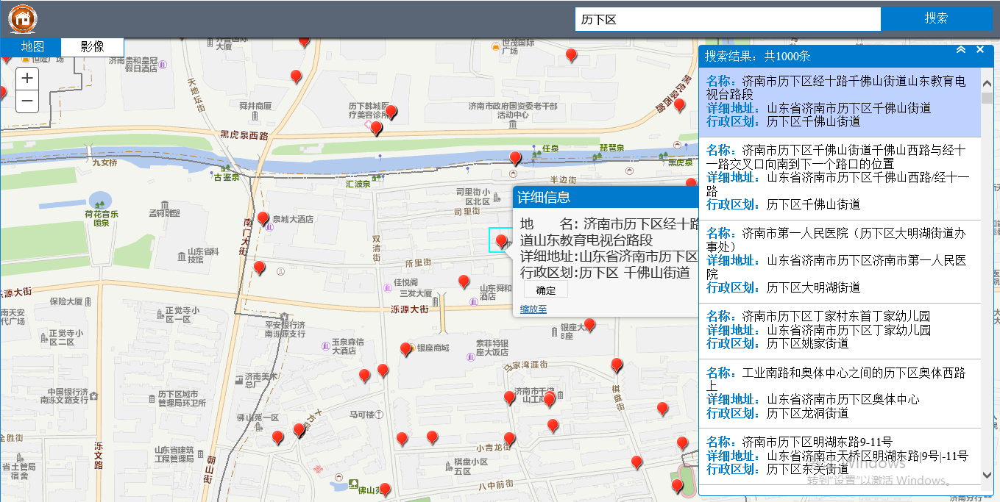 历下区
搜索
地图
影像
+
−
搜索结果：共1000条
名称：济南市历下区经十路千佛山街道山东教育电
视台路段
详细地址：山东省济南市历下区千佛山街道
行政区划：历下区千佛山街道
名称：济南市历下区千佛山街道千佛山西路与经十
一路交叉口向南到下一个路口的位置
详细地址：山东省济南市历下区千佛山西路/经十一
路
行政区划：历下区千佛山街道
名称：济南市第一人民医院（历下区大明湖街道办
事处）
详细地址：山东省济南市历下区济南市第一人民医
院
行政区划：历下区大明湖街道
名称：济南市历下区丁家村东首丁家幼儿园
详细地址：山东省济南市历下区丁家幼儿园
行政区划：历下区姚家街道
名称：工业南路和奥体中心之间的历下区奥体西路
上
详细地址：山东省济南市历下区奥体中心
行政区划：历下区龙洞街道
名称：济南市历下区明湖东路9-11号
详细地址：山东省济南市天桥区明湖东路|9号|-11号
行政区划：历下区东关街道
Windows
转到"设置"以激活 Windows。
详细信息
地 名: 济南市历下区经十路
道山东教育电视台路段
详细地址:山东省济南市历下区
行政区划:历下区 千佛山街道
确定
缩放至
大厦
世茂国际
广场
济南贵和皇冠
假日酒店
天地坛街
舜井商厦
历下韩城医
疗美容诊所
济南市政府国资委老干部
活动中心
黑虎泉西路
黑虎泉西路
九女桥
古鉴泉
汇波泉
任泉
琵琶泉
黑虎泉
半边街
司里街小
区北区
司里街
荷花音乐
喷泉
孟轲雕塑
南门大街
泉城大酒店
双清街
山东省科
技馆
所里街
佳悦阁
三发大厦
山东舜和
酒店
泺源大街
泺源大街
保险大厦
南天安
代广场
正觉寺小
区一区
正觉寺小
区二区
平安银行济
南泺源支行
玉泉森信
大酒店
银座商城
索菲特银
座大饭店
银座大
B座
马家湾涯街
棋盘街
济南美术
总厂
济南市千佛
山工商
中国银行济
南泺文路支行
历下区城市
管理局环卫所
佛山苑一区
马可楼
小青龙街
全胜街
泺文路
山东省建筑
工程管理局
朝山街
棋盘小区
五区
省土管局
宿舍
佛山苑
八中前街
济南分行